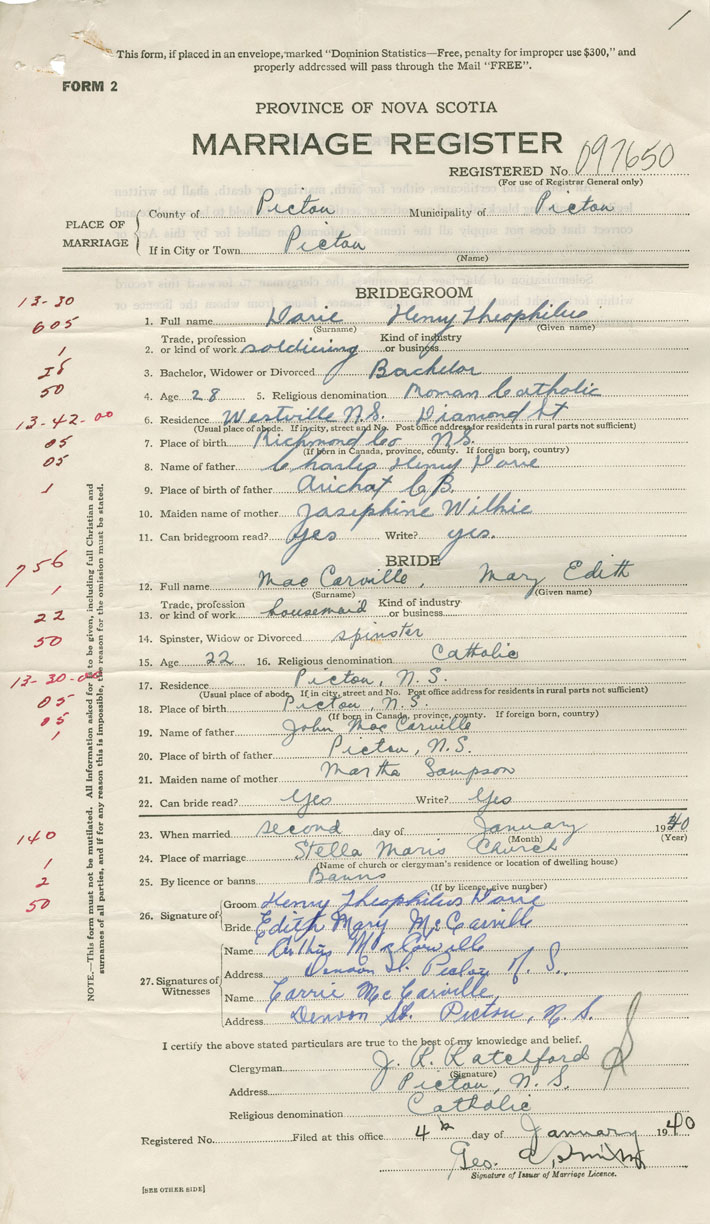 This form, if placed in an envelope, marked "Dominion Statistics—Free, penalty for improper use $300," and
properly addressed will pass through the Mail "FREE".
FORM 2
PROVINCE OF NOVA SCOTIA
MARRIAGE REGISTER
REGISTERED No. 097650
(For use of Registrar General only)
PLACE OF MARRIAGE
County of Pictou Municipality of Pictou
If in City or Town Pictou
(Name)
BRIDEGROOM
13-30
605
1. Full name Dorie Henry Theophilus
(Surname) (Given name)
1
2. Trade, profession or kind of work soldiering Kind of industry or business
3. Bachelor, Widower or Divorced Bachelor
50
4. Age 28 5. Religious denomination Roman Catholic
13-42-00
6. Residence Westville N.S. Diamond St
(Usual place of abode. If in city, street and No. Post office address for residents in rural parts not sufficient)
05
7. Place of birth Richmond Co N.S.
(If born in Canada, province, county. If foreign born, country)
05
8. Name of father Charles Henry Dorie
1
9. Place of birth of father Arichat C.B.
10. Maiden name of mother Josephine Wilkie
11. Can bridegroom read? Yes Write? yes.
BRIDE
756
12. Full name MacCarville, Mary Edith
(Surname) (Given name)
1
13. Trade, profession or kind of work housemaid Kind of industry or business
22
14. Spinster, Widow or Divorced spinster
50
15. Age 22 16. Religious denomination Catholic
13-30-00
17. Residence Pictou, N.S.
(Usual place of abode. If in city, street and No. Post office address for residents in rural parts not sufficient)
05
18. Place of birth Pictou, N.S.
(If born in Canada, province, county. If foreign born, country)
05
19. Name of father John MacCarville
1
20. Place of birth of father Pictou, N.S.
21. Maiden name of mother Martha Sampson
22. Can bride read? Yes Write? Yes
140
23. When married second day of January 1940
(Month) (Year)
24. Place of marriage Stella Maris Church
(Name of church or clergyman's residence or location of dwelling house)
1
2
25. By licence or banns Banns
(If by license, give number)
50
26. Signature of
Groom Henry Theophilus Dorie
Bride Edith Mary McCarville
27. Signatures of Witnesses
Name Arthur McCarville
Address Denoon St. Pictou N.S.
Name Carrie McCarville
Address Denoon St. Pictou, N.S.
I certify the above stated particulars are true to the best of my knowledge and belief.
Clergyman J. R. Ratchford
(Signature)
Address Pictou, N.S.
Religious denomination Catholic
Registered No. Filed at this office 4th day of January 1940
Geo.
Signature of Issuer of Marriage Licence.
[SEE OTHER SIDE]
NOTE.—This form must not be mutilated. All information asked for is to be given, including full Christian and
surnames of all parties, and if for any reason this is impossible, the reason for the omission must be stated.